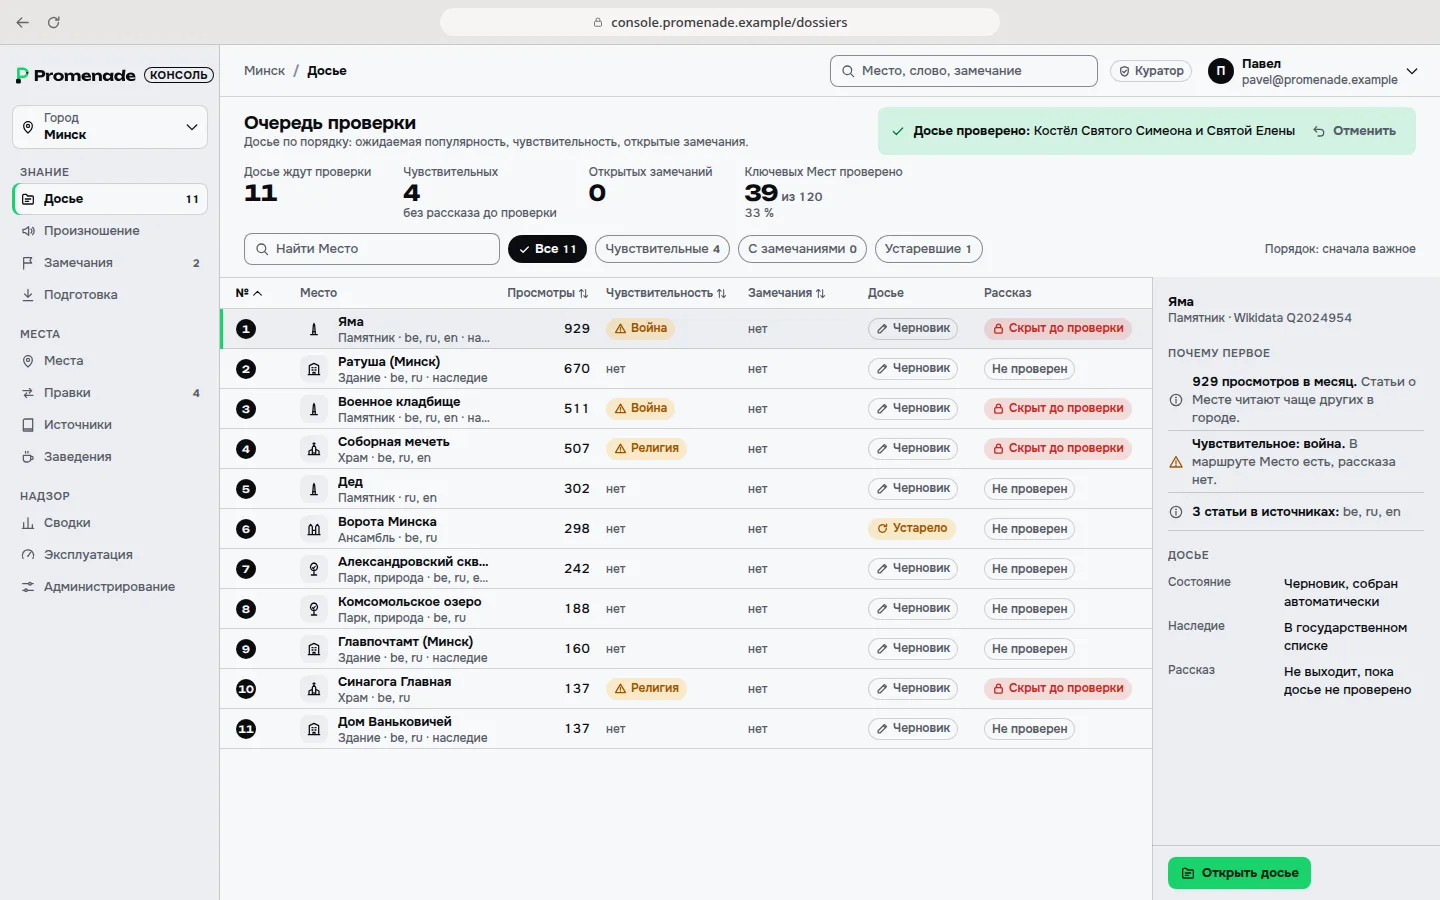 console.promenade.example/dossiers
Promenade КОНСОЛЬ
Город
Минск
ЗНАНИЕ
Досье 11
Произношение
Замечания 2
Подготовка
МЕСТА
Места
Правки 4
Источники
Заведения
НАДЗОР
Сводки
Эксплуатация
Администрирование
Минск / Досье
Место, слово, замечание
Куратор
П
Павел
pavel@promenade.example
Очередь проверки
Досье по порядку: ожидаемая популярность, чувствительность, открытые замечания.
Досье проверено: Костёл Святого Симеона и Святой Елены Отменить
Досье ждут проверки
11
Чувствительных
4
без рассказа до проверки
Открытых замечаний
0
Ключевых Мест проверено
39 из 120
33 %
Найти Место
Все 11
Чувствительные 4
С замечаниями 0
Устаревшие 1
Порядок: сначала важное
№ Место Просмотры Чувствительность Замечания Досье Рассказ
1 Яма 929 Война нет Черновик Скрыт до проверки
Памятник · be, ru, en · на...
2 Ратуша (Минск) 670 нет нет Черновик Не проверен
Здание · be, ru · наследие
3 Военное кладбище 511 Война нет Черновик Скрыт до проверки
Памятник · be, ru, en · на...
4 Соборная мечеть 507 Религия нет Черновик Скрыт до проверки
Храм · be, ru, en
5 Дед 302 нет нет Черновик Не проверен
Памятник · ru, en
6 Ворота Минска 298 нет нет Устарело Не проверен
Ансамбль · be, ru
7 Александровский скв... 242 нет нет Черновик Не проверен
Парк, природа · be, ru, e...
8 Комсомольское озеро 188 нет нет Черновик Не проверен
Парк, природа · be, ru
9 Главпочтамт (Минск) 160 нет нет Черновик Не проверен
Здание · be, ru · наследие
10 Синагога Главная 137 Религия нет Черновик Скрыт до проверки
Храм · be, ru
11 Дом Ваньковичей 137 нет нет Черновик Не проверен
Здание · be, ru · наследие
Яма
Памятник · Wikidata Q2024954
ПОЧЕМУ ПЕРВОЕ
929 просмотров в месяц. Статьи о
Месте читают чаще других в
городе.
Чувствительное: война. В
маршруте Место есть, рассказа
нет.
3 статьи в источниках: be, ru, en
ДОСЬЕ
Состояние Черновик, собран
автоматически
Наследие В государственном
списке
Рассказ Не выходит, пока
досье не проверено
Открыть досье